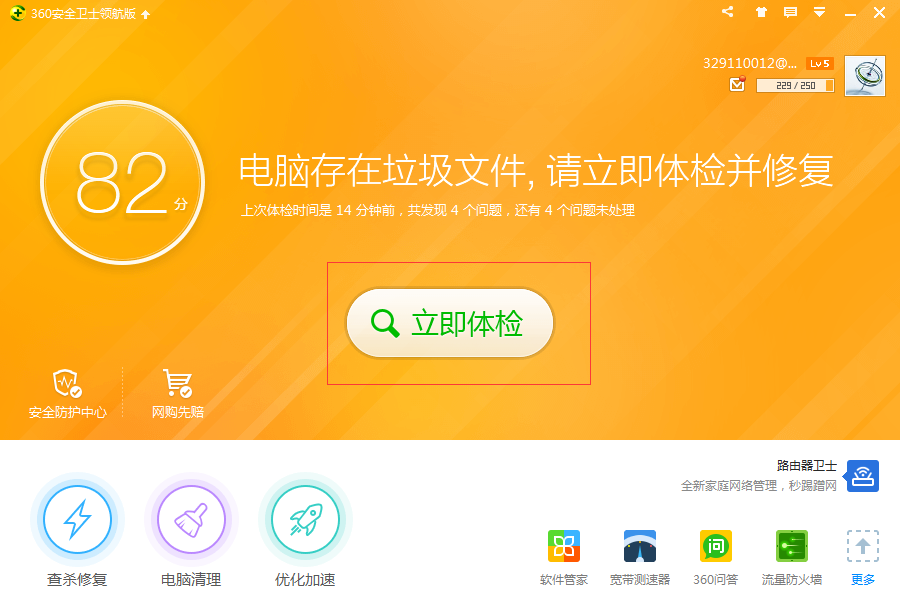 360安全卫士领航版
329110012@... Lv5
229 / 250
82分
电脑存在垃圾文件, 请立即体检并修复
上次体检时间是 14 分钟前，共发现 4 个问题，还有 4 个问题未处理
立即体检
安全防护中心
网购先赔
路由器卫士
全新家庭网络管理，秒踢蹭网
查杀修复
电脑清理
优化加速
问
软件管家
宽带测速器
360问答
流量防火墙
更多